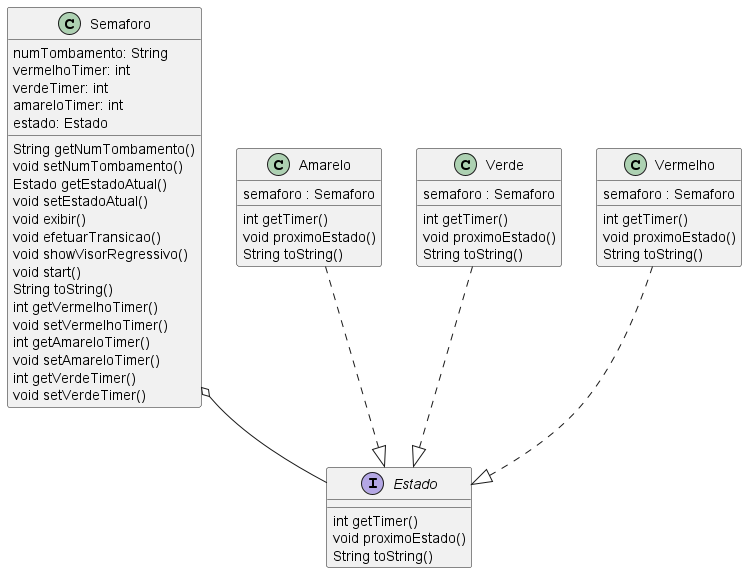 C Semaforo
numTombamento: String
vermelhoTimer: int
verdeTimer: int
amareloTimer: int
estado: Estado
String getNumTombamento()
void setNumTombamento()
Estado getEstadoAtual()
void setEstadoAtual()
void exibir()
void efetuarTransicao()
void showVisorRegressivo()
void start()
String toString()
int getVermelhoTimer()
void setVermelhoTimer()
int getAmareloTimer()
void setAmareloTimer()
int getVerdeTimer()
void setVerdeTimer()
C Amarelo
semaforo : Semaforo
int getTimer()
void proximoEstado()
String toString()
C Verde
semaforo : Semaforo
int getTimer()
void proximoEstado()
String toString()
C Vermelho
semaforo : Semaforo
int getTimer()
void proximoEstado()
String toString()
I Estado
int getTimer()
void proximoEstado()
String toString()